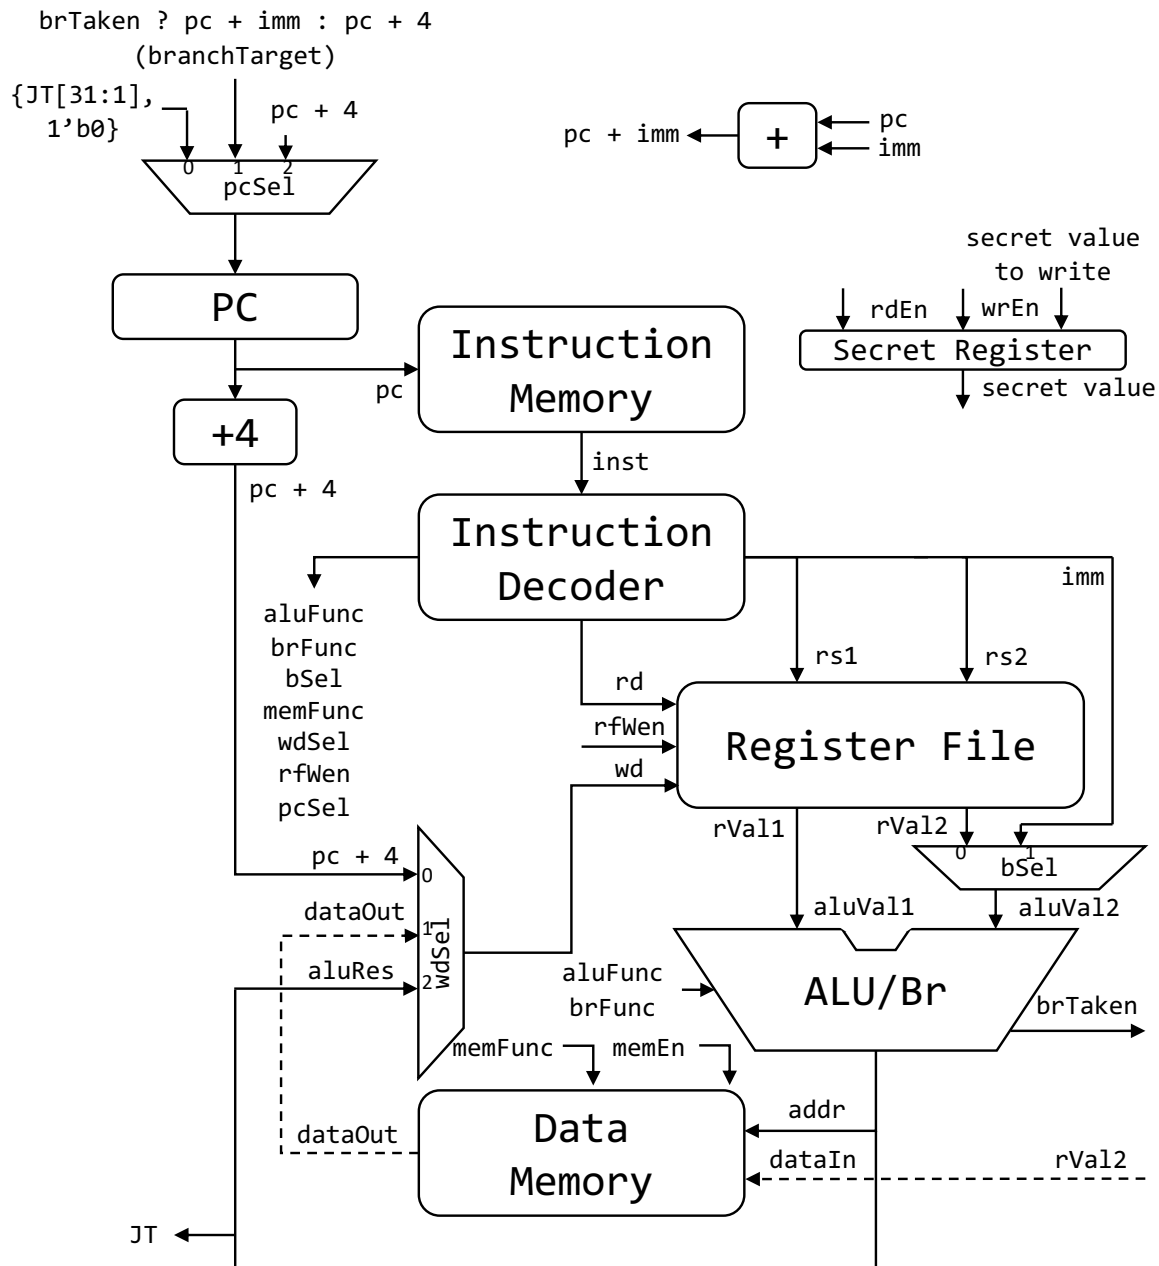 brTaken ? pc + imm : pc + 4
(branchTarget)
{JT[31:1],
1’b0}
pc + 4
0
1
2
pcSel
pc + imm
+
pc
imm
PC
secret value
to write
rdEn
wrEn
Secret Register
secret value
Instruction
Memory
pc
+4
inst
pc + 4
Instruction
Decoder
imm
aluFunc
brFunc
bSel
memFunc
wdSel
rfWen
pcSel
rs1
rs2
rd
rfWen
wd
Register File
rVal1
rVal2
0
1
bSel
pc + 4
0
dataOut
1
wdSel
aluRes
2
aluVal1
aluVal2
aluFunc
brFunc
ALU/Br
brTaken
memFunc
memEn
Data
Memory
addr
dataOut
dataIn
rVal2
JT